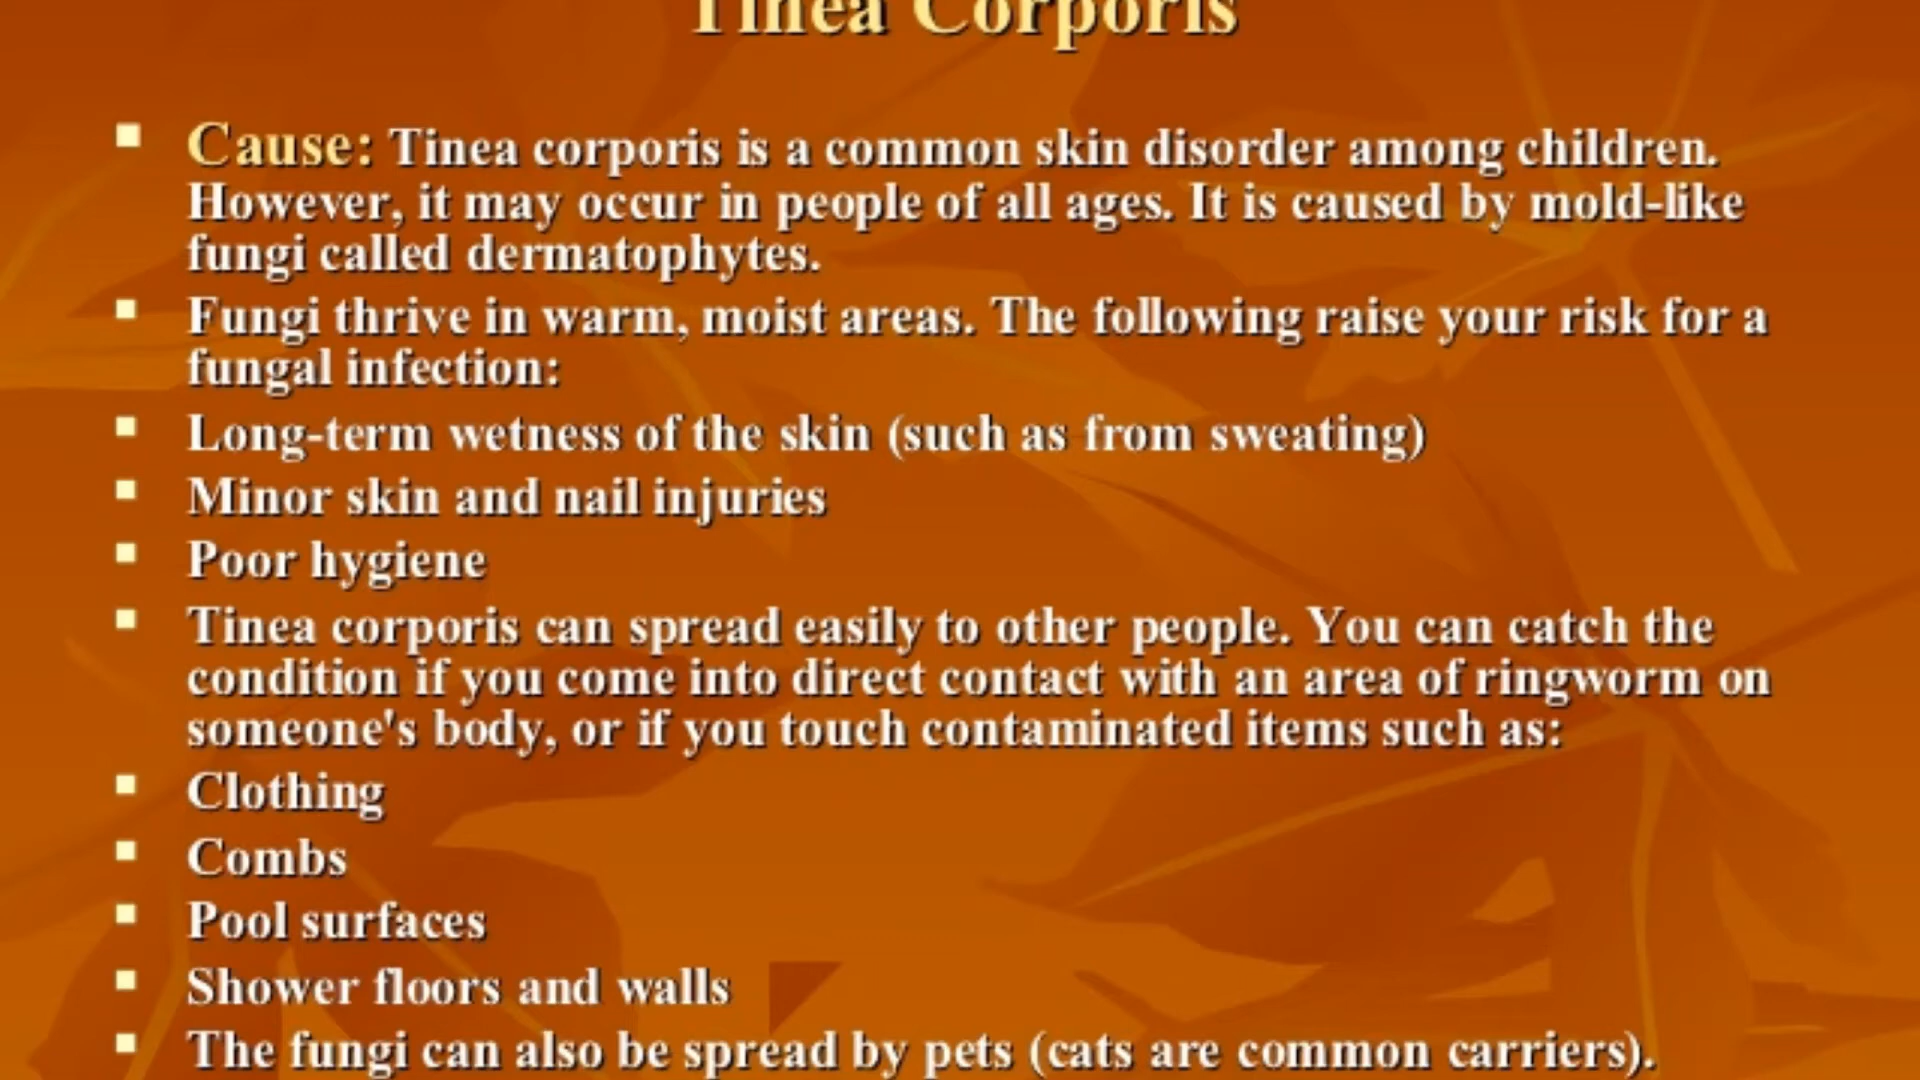 Tinea Corporis
Cause: Tinea corporis is a common skin disorder among children.
However, it may occur in people of all ages. It is caused by mold-like
fungi called dermatophytes.
Fungi thrive in warm, moist areas. The following raise your risk for a
fungal infection:
Long-term wetness of the skin (such as from sweating)
Minor skin and nail injuries
Poor hygiene
Tinea corporis can spread easily to other people. You can catch the
condition if you come into direct contact with an area of ringworm on
someone's body, or if you touch contaminated items such as:
Clothing
Combs
Pool surfaces
Shower floors and walls
The fungi can also be spread by pets (cats are common carriers).